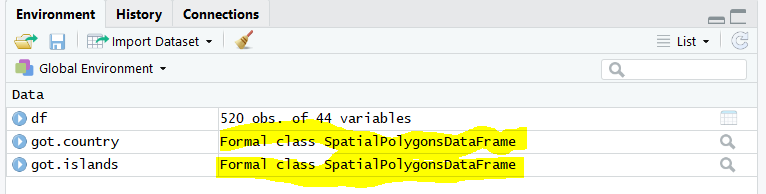 Environment History Connections
Import Dataset List
Global Environment
Data
df 520 obs. of 44 variables
got.country Formal class SpatialPolygonsDataFrame
got.islands Formal class SpatialPolygonsDataFrame